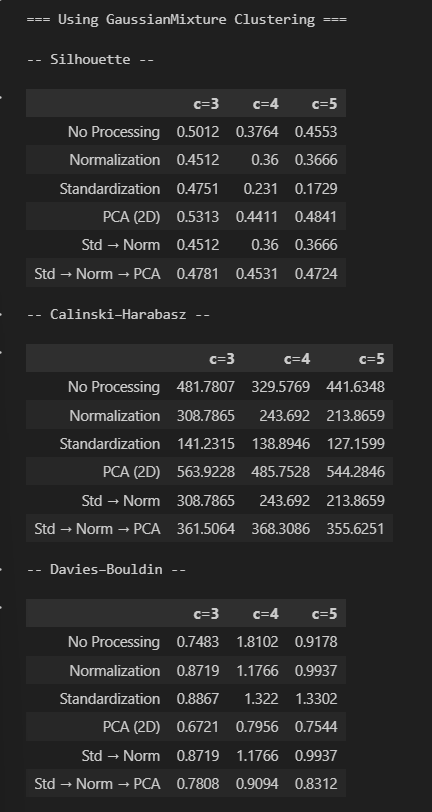 === Using GaussianMixture Clustering ===
-- Silhouette --
c=3 c=4 c=5
No Processing 0.5012 0.3764 0.4553
Normalization 0.4512 0.36 0.3666
Standardization 0.4751 0.231 0.1729
PCA (2D) 0.5313 0.4411 0.4841
Std → Norm 0.4512 0.36 0.3666
Std → Norm → PCA 0.4781 0.4531 0.4724
-- Calinski–Harabasz --
c=3 c=4 c=5
No Processing 481.7807 329.5769 441.6348
Normalization 308.7865 243.692 213.8659
Standardization 141.2315 138.8946 127.1599
PCA (2D) 563.9228 485.7528 544.2846
Std → Norm 308.7865 243.692 213.8659
Std → Norm → PCA 361.5064 368.3086 355.6251
-- Davies–Bouldin --
c=3 c=4 c=5
No Processing 0.7483 1.8102 0.9178
Normalization 0.8719 1.1766 0.9937
Standardization 0.8867 1.322 1.3302
PCA (2D) 0.6721 0.7956 0.7544
Std → Norm 0.8719 1.1766 0.9937
Std → Norm → PCA 0.7808 0.9094 0.8312